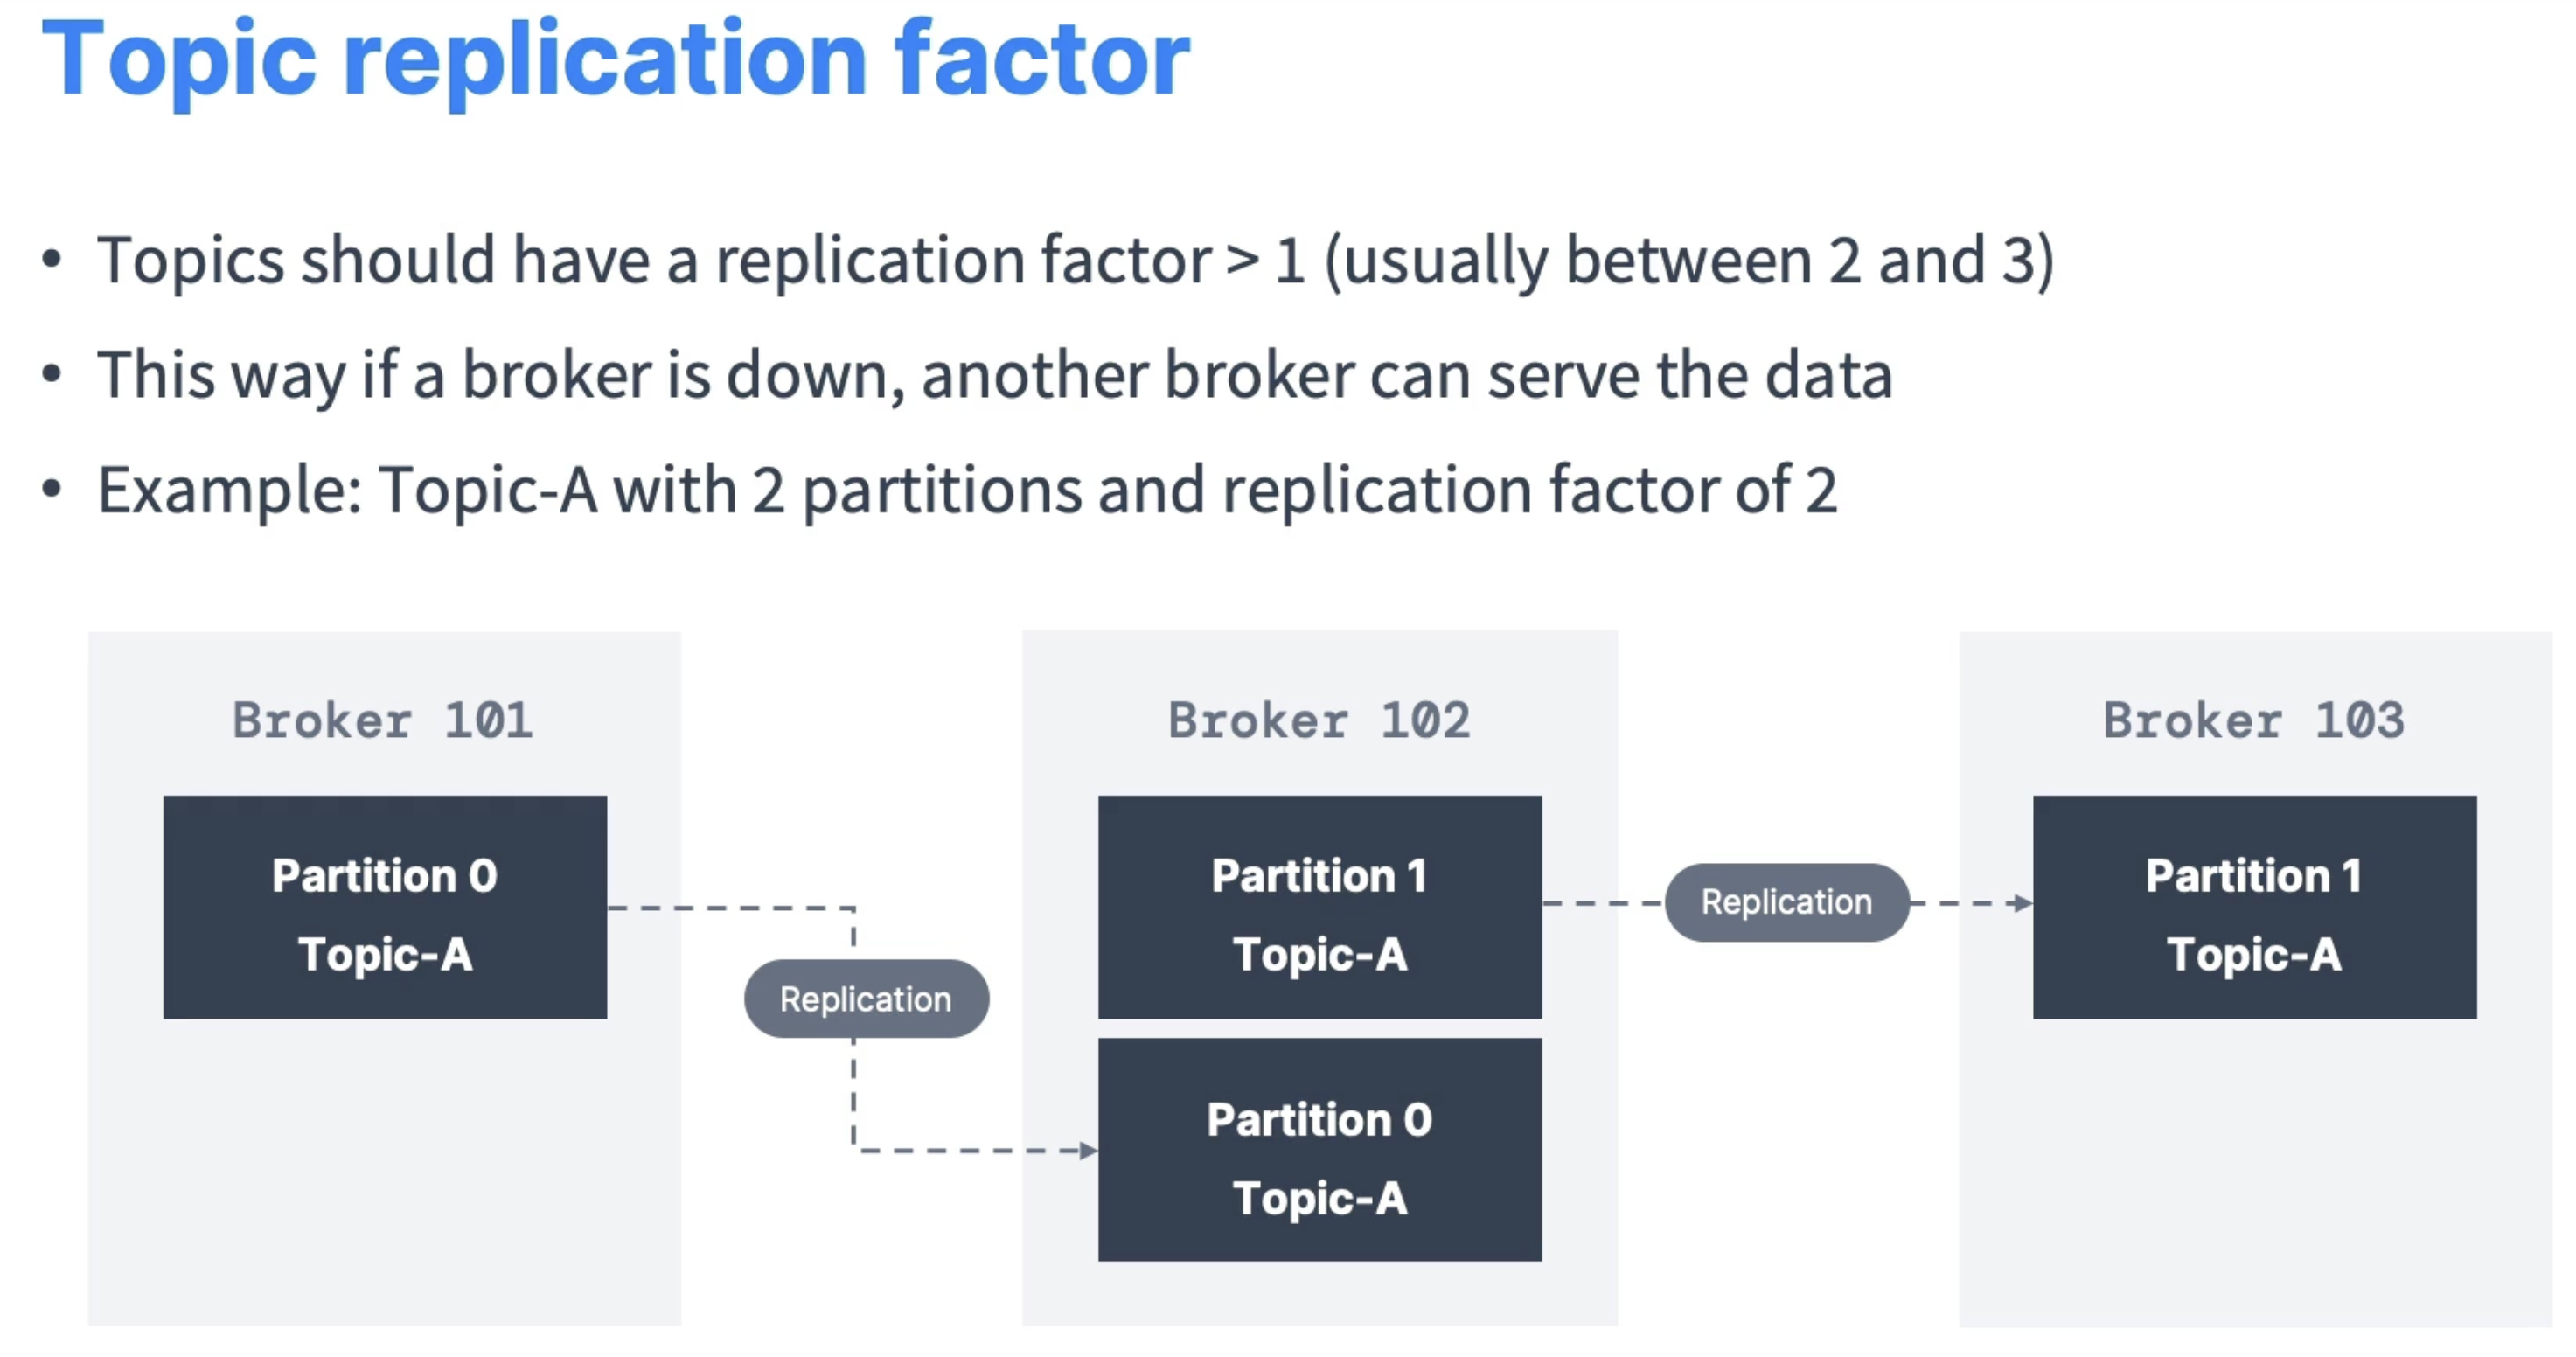 Topic replication factor
• Topics should have a replication factor > 1 (usually between 2 and 3)
• This way if a broker is down, another broker can serve the data
• Example: Topic-A with 2 partitions and replication factor of 2
Broker 101
Partition 0
Topic-A
Replication
Broker 102
Partition 1
Topic-A
Partition 0
Topic-A
Replication
Broker 103
Partition 1
Topic-A